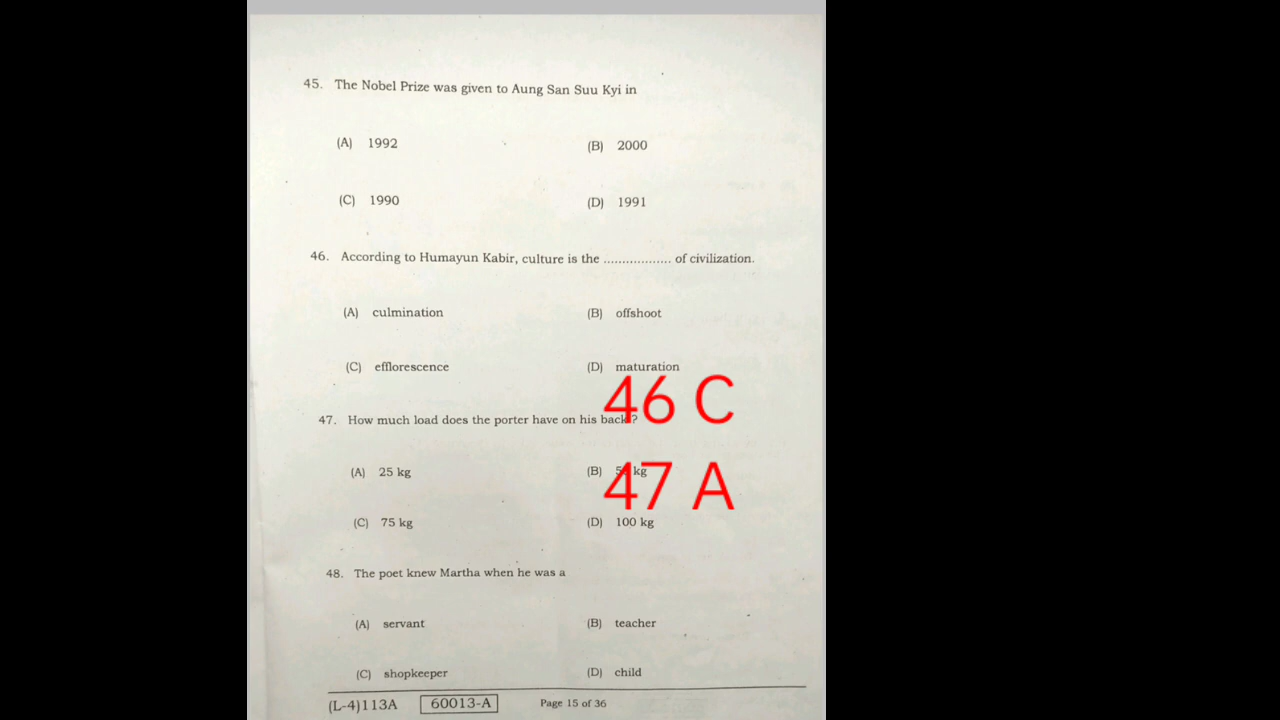 45. The Nobel Prize was given to Aung San Suu Kyi in
(A) 1992 (B) 2000
(C) 1990 (D) 1991
46. According to Humayun Kabir, culture is the .................. of civilization.
(A) culmination (B) offshoot
(C) efflorescence (D) maturation
46 C
47. How much load does the porter have on his back ?
(A) 25 kg (B) kg
47 A
(C) 75 kg (D) 100 kg
48. The poet knew Martha when he was a
(A) servant (B) teacher
(C) shopkeeper (D) child
(L-4)113A 60013-A Page 15 of 36